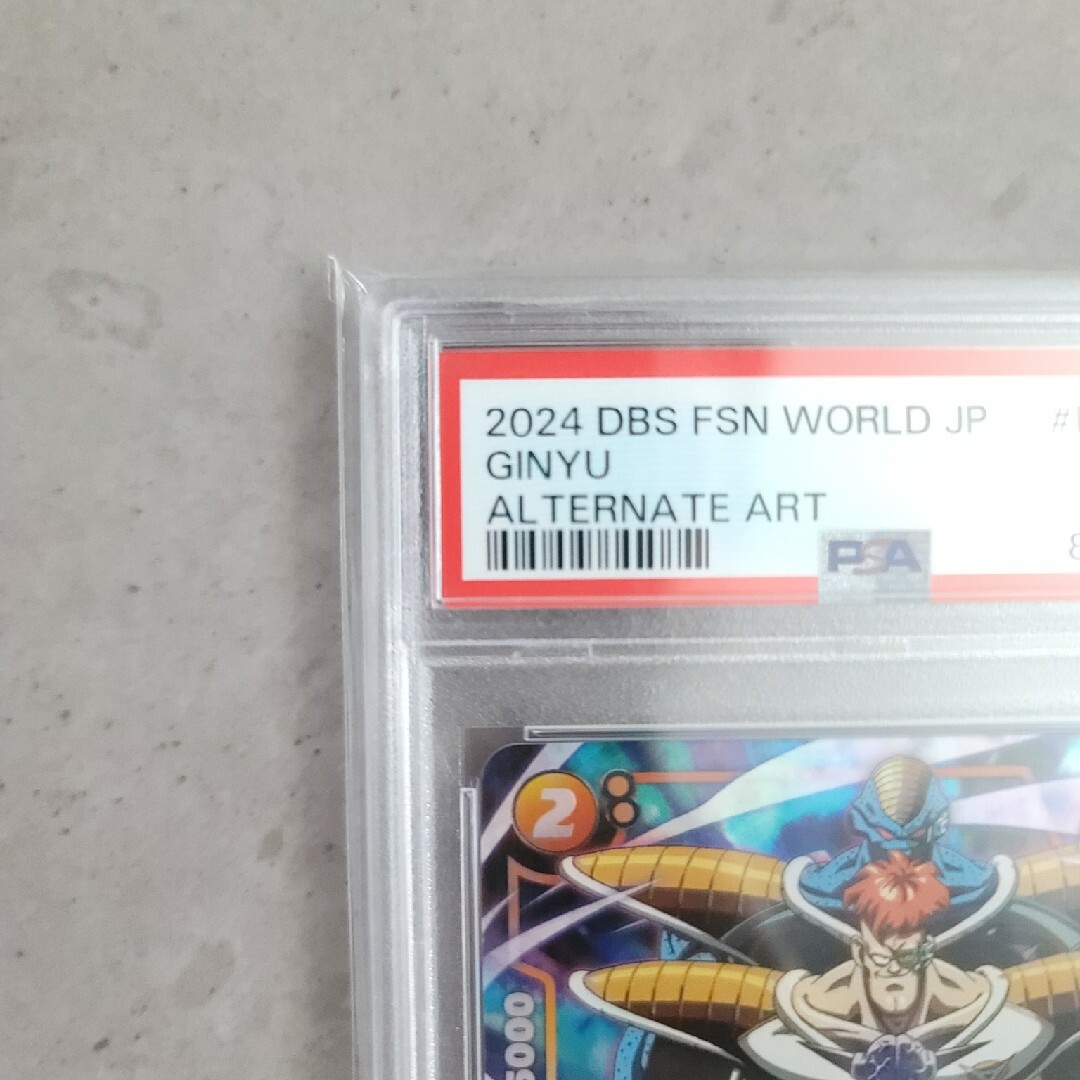 2024 DBS FSN WORLD JP
GINYU
ALTERNATE ART
PSA
2
5000